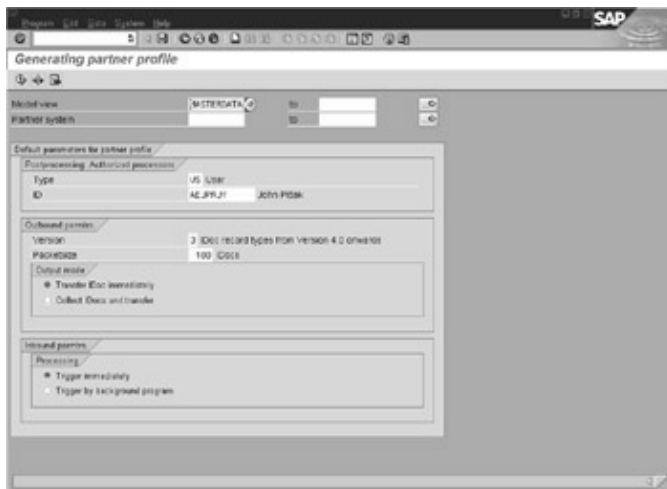 Program Edit Goto System Help
SAP
Generating partner profile
Model view MASTERDATA to
Partner system to
Default parameters for partner profile
Postprocessing: Authorized processors
Type US User
ID John Pitlak
Outbound parmtrs.
Version 3 IDoc record types from Version 4.0 onwards
Packetsize 100 IDocs
Output mode
Transfer IDoc immediately
Collect IDocs and transfer
Inbound parmtrs.
Processing
Trigger immediately
Trigger by background program